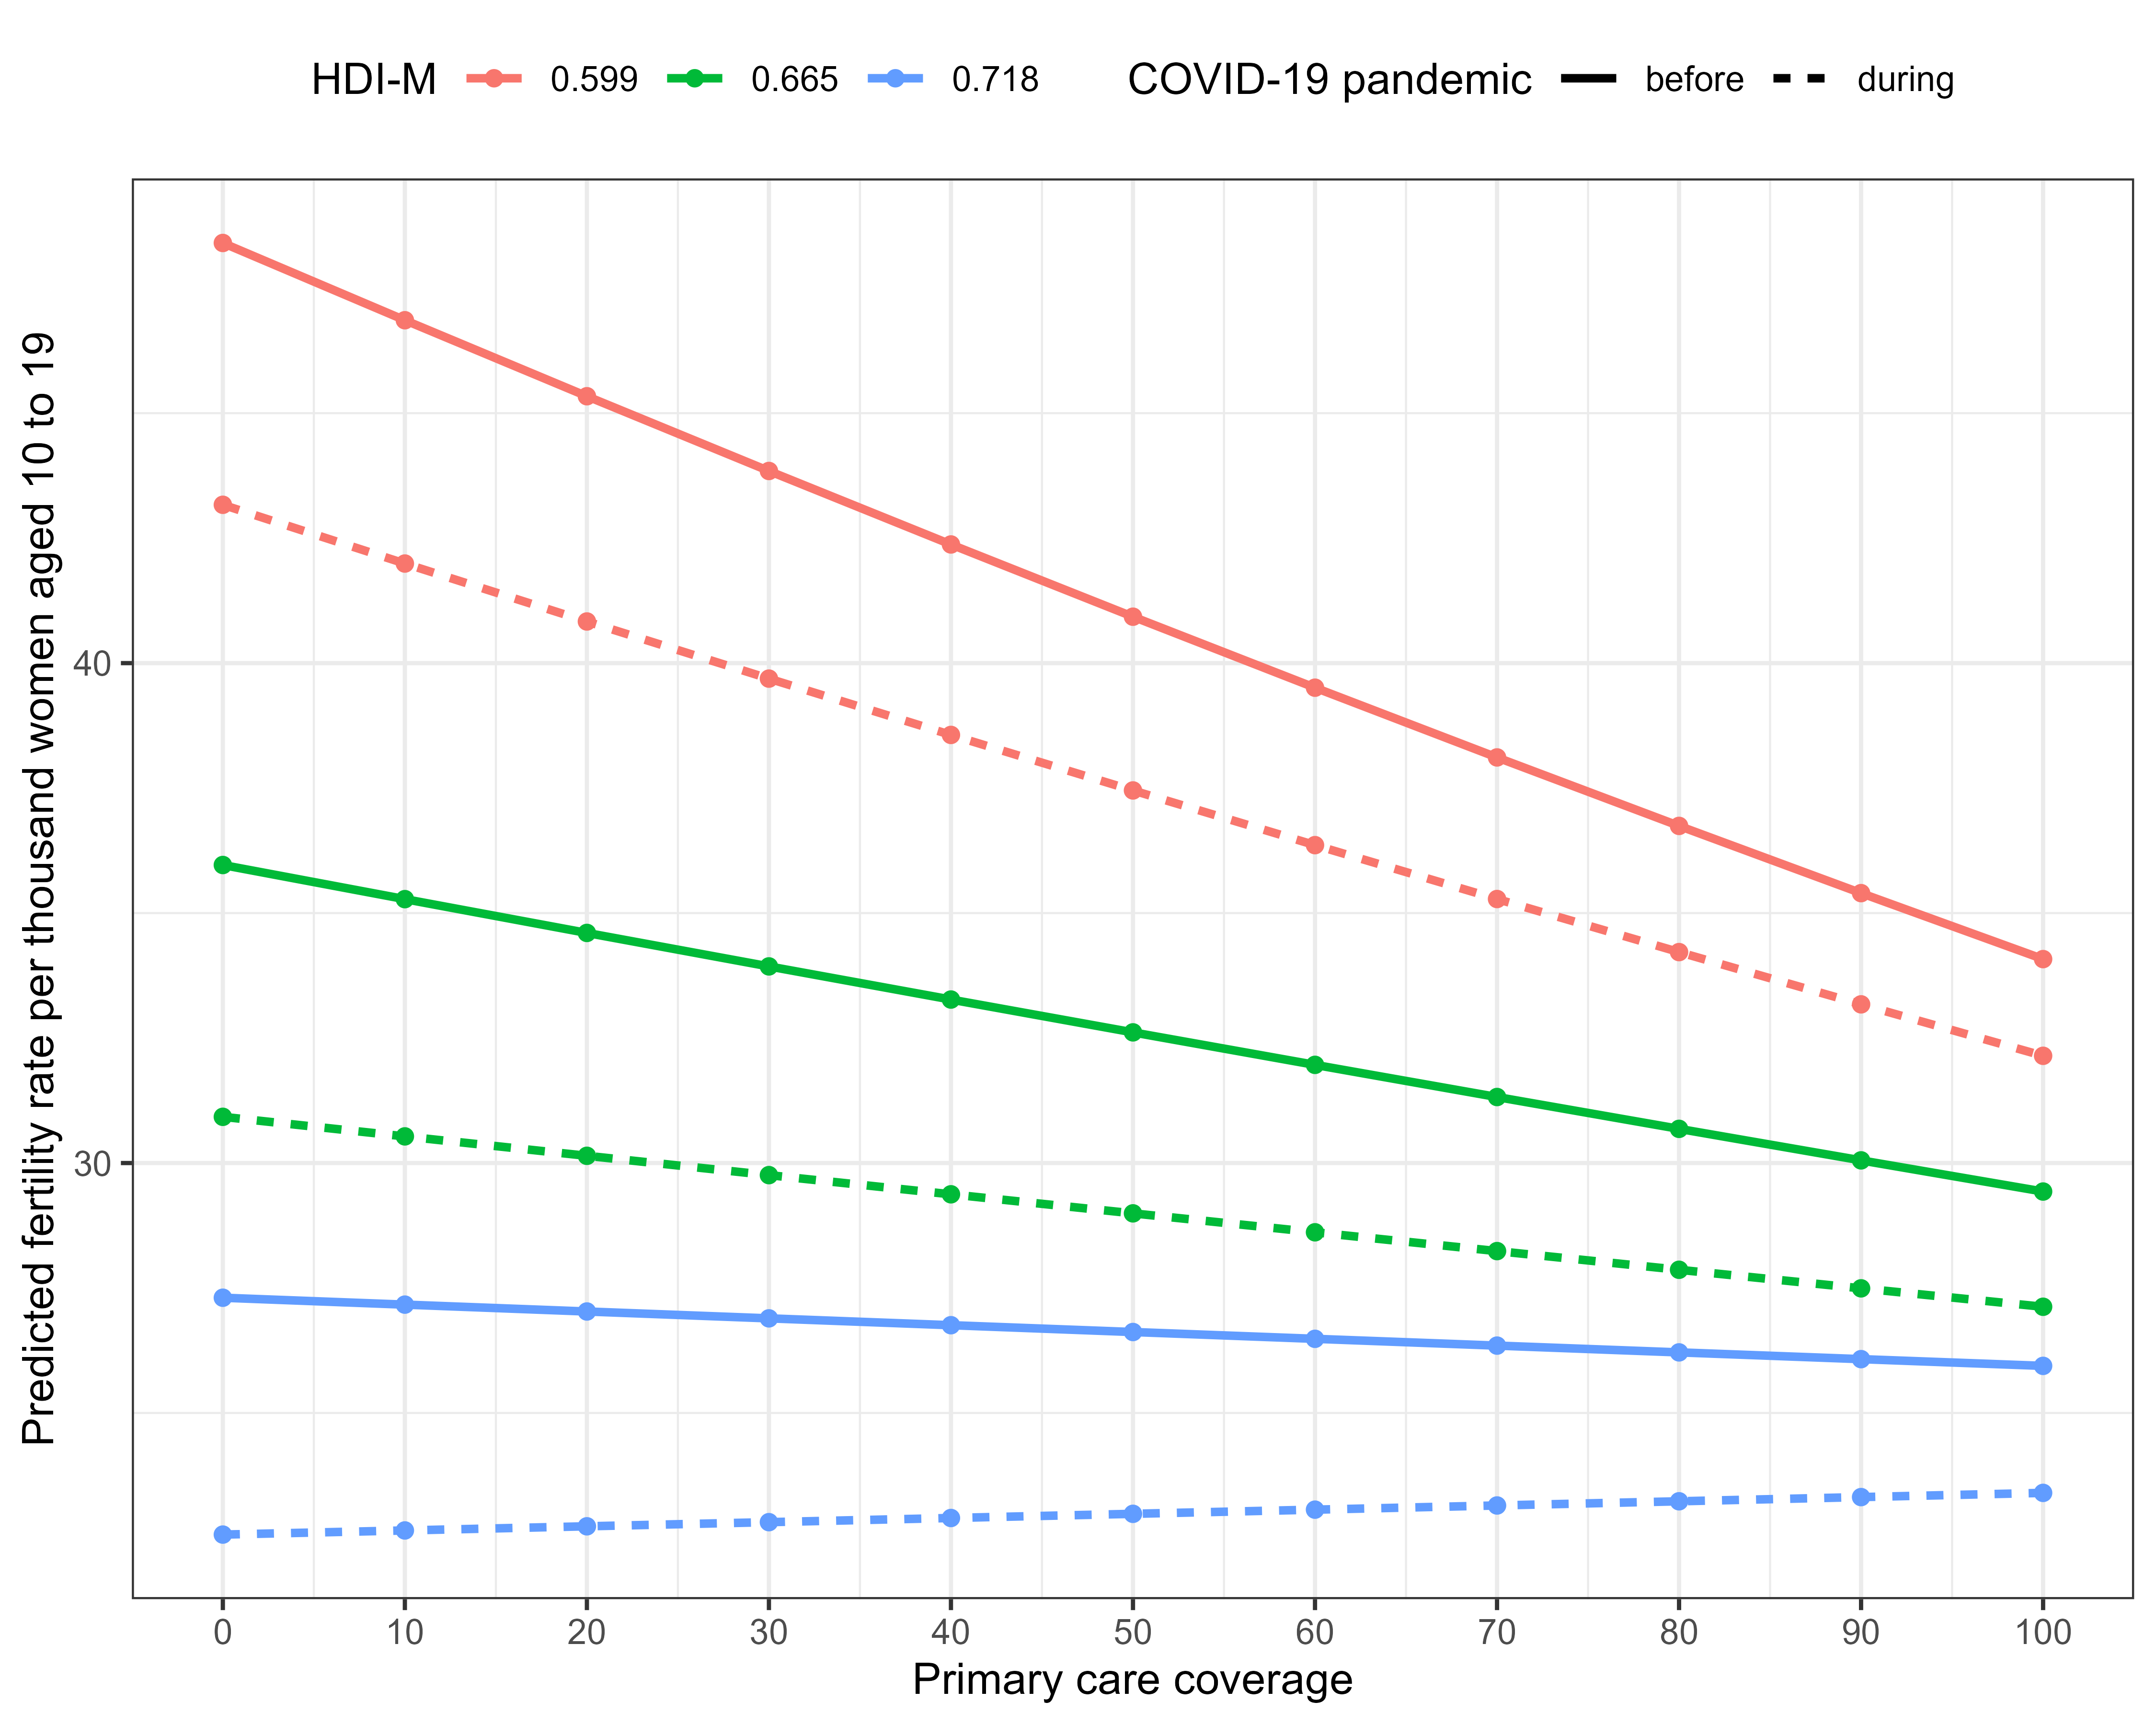 HDI-M 0.599 0.665 0.718 COVID-19 pandemic before during
Predicted fertility rate per thousand women aged 10 to 19
40
30
0 10 20 30 40 50 60 70 80 90 100
Primary care coverage